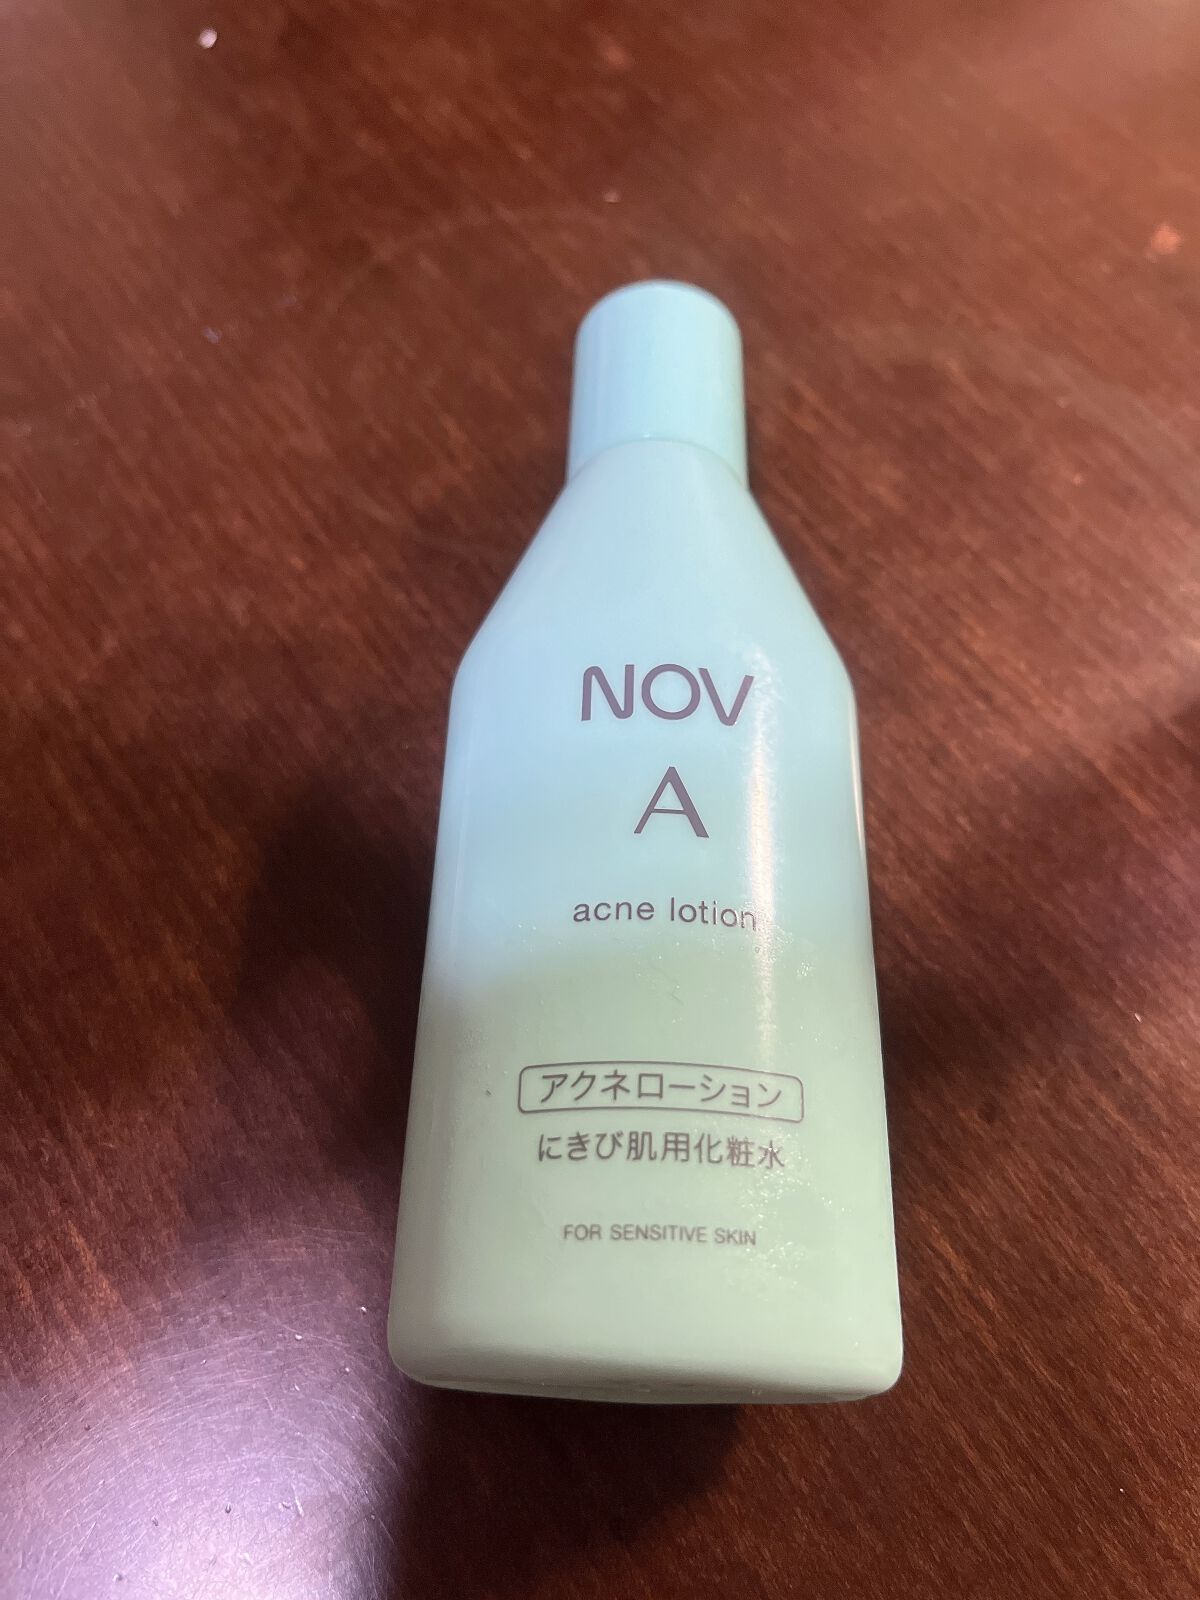 NOV
A
acne lotion
アクネローション
にきび肌用化粧水
FOR SENSITIVE SKIN